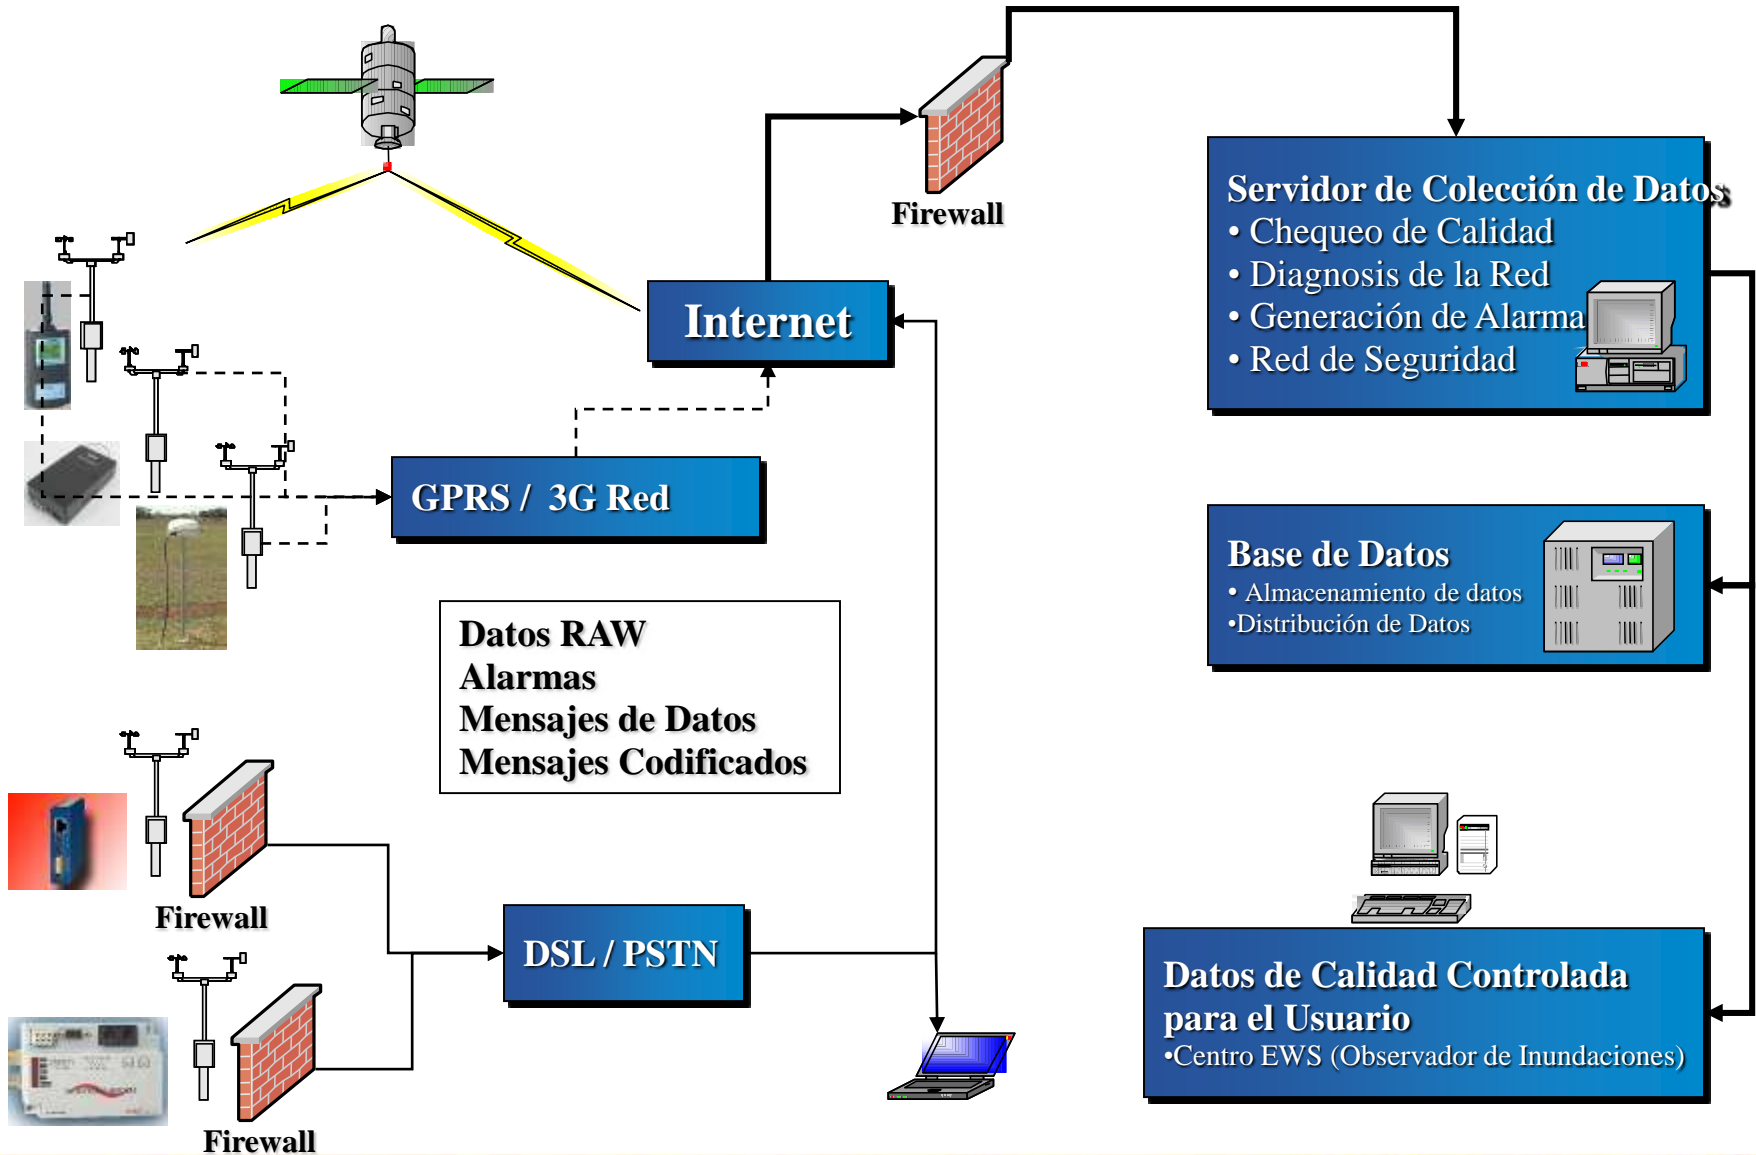 Firewall
Servidor de Colección de Datos
• Chequeo de Calidad
• Diagnosis de la Red
• Generación de Alarma
• Red de Seguridad
Internet
GPRS / 3G Red
Base de Datos
• Almacenamiento de datos
•Distribución de Datos
Datos RAW
Alarmas
Mensajes de Datos
Mensajes Codificados
Firewall
DSL / PSTN
Datos de Calidad Controlada
para el Usuario
•Centro EWS (Observador de Inundaciones)
Firewall